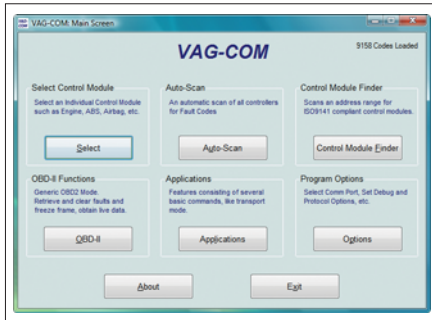 VAG-COM: Main Screen
VAG-COM
9158 Codes Loaded
Select Control Module
Select an Individual Control Module
such as Engine, ABS, Airbag, etc.
Select
Auto-Scan
An automatic scan of all controllers
for Fault Codes
Auto-Scan
Control Module Finder
Scans an address range for
ISO9141 compliant control modules.
Control Module Finder
OBD-II Functions
Generic OBD2 Mode.
Retrieve and clear faults and
freeze frame, obtain live data.
OBD-II
Applications
Features consisting of several
basic commands, like transport
mode.
Applications
Program Options
Select Comm Port, Set Debug and
Protocol Options, etc.
Options
About
Exit